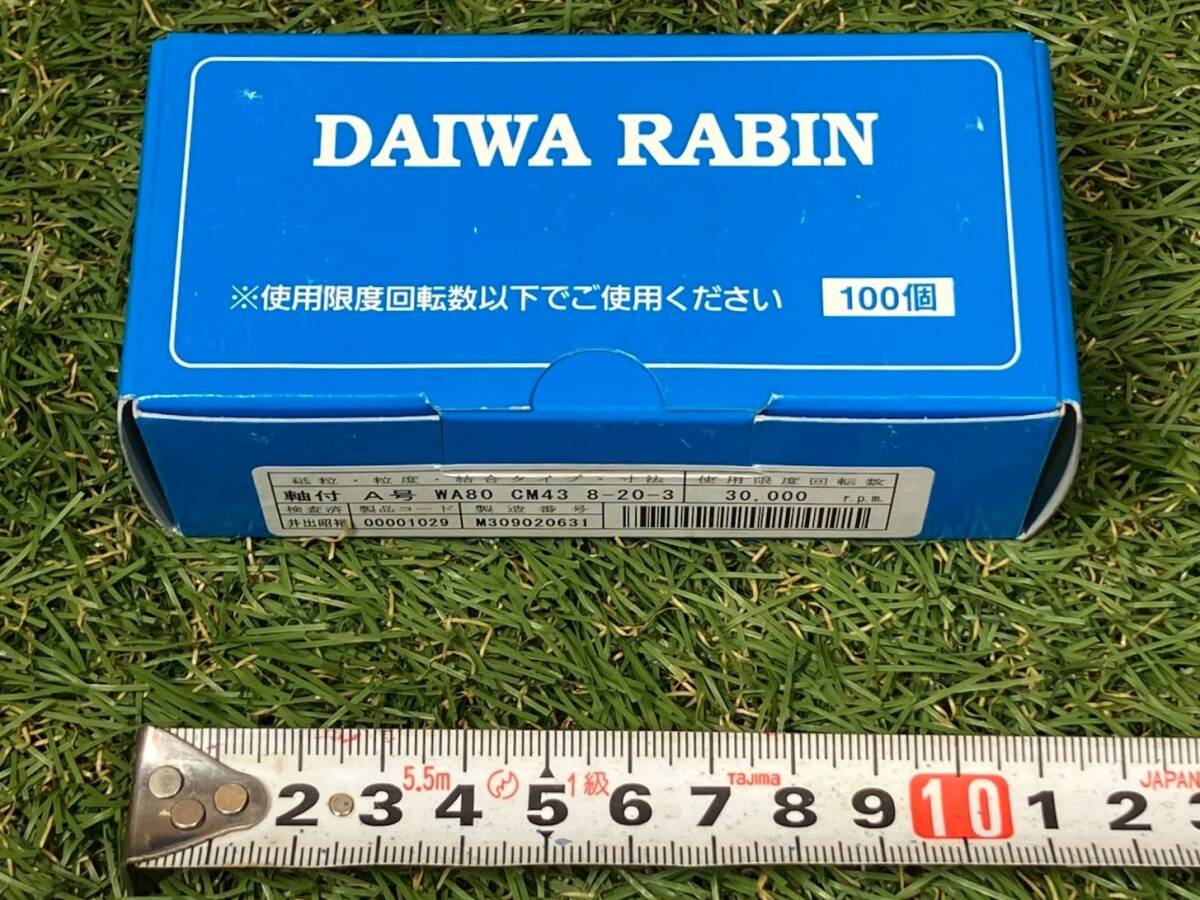 DAIWA RABIN
※使用限度回転数以下でご使用ください 100個
砥粒・粒度・結合タイプ・寸法 使用限度回転数
軸付 A号 WA80 CM43 8-20-3 30,000 r.p.m.
検査済 製品コード 製造番号
井出昭裕 00001029 M309020631
5.5m 1級 Tajima JAPAN
2 3 4 5 6 7 8 9 10 1 2